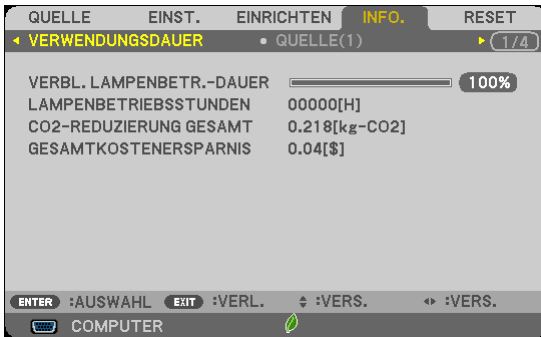 QUELLE EINST. EINRICHTEN INFO. RESET
VERWENDUNGSDAUER • QUELLE(1) 1/4
VERBL. LAMPENBETR.-DAUER 100%
LAMPENBETRIEBSSTUNDEN 00000[H]
CO2-REDUZIERUNG GESAMT 0.218[kg-CO2]
GESAMTKOSTENERSPARNIS 0.04[$]
ENTER :AUSWAHL EXIT :VERL. :VERS. :VERS.
COMPUTER